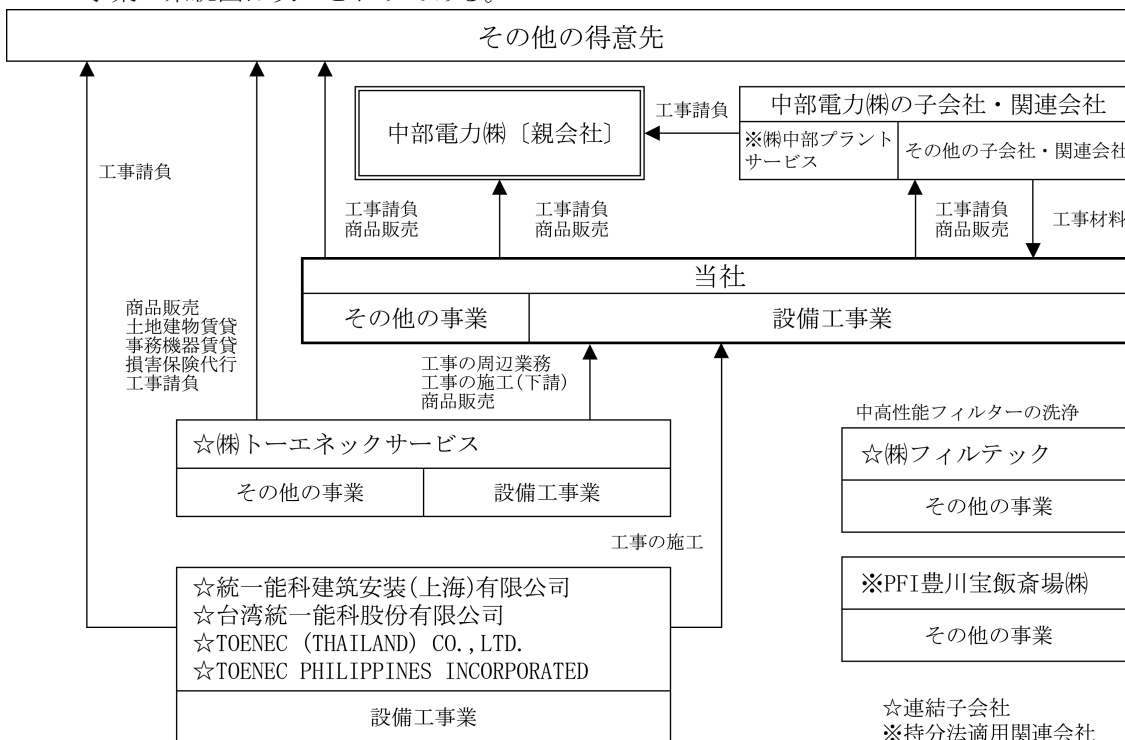 その他の得意先
中部電力㈱〔親会社〕
工事請負
中部電力㈱の子会社・関連会社
※㈱中部プラント
サービス
その他の子会社・関連会社
工事請負
工事請負
商品販売
工事請負
商品販売
工事請負
商品販売
工事材料
当社
その他の事業
設備工事業
商品販売
土地建物賃貸
事務機器賃貸
損害保険代行
工事請負
工事の周辺業務
工事の施工(下請)
商品販売
☆㈱トーエネックサービス
その他の事業
設備工事業
中高性能フィルターの洗浄
☆㈱フィルテック
その他の事業
工事の施工
☆統一能科建筑安装(上海)有限公司
☆台湾統一能科股份有限公司
☆TOENEC (THAILAND) CO.,LTD.
☆TOENEC PHILIPPINES INCORPORATED
設備工事業
※PFI豊川宝飯斎場㈱
その他の事業
☆連結子会社
※持分法適用関連会社